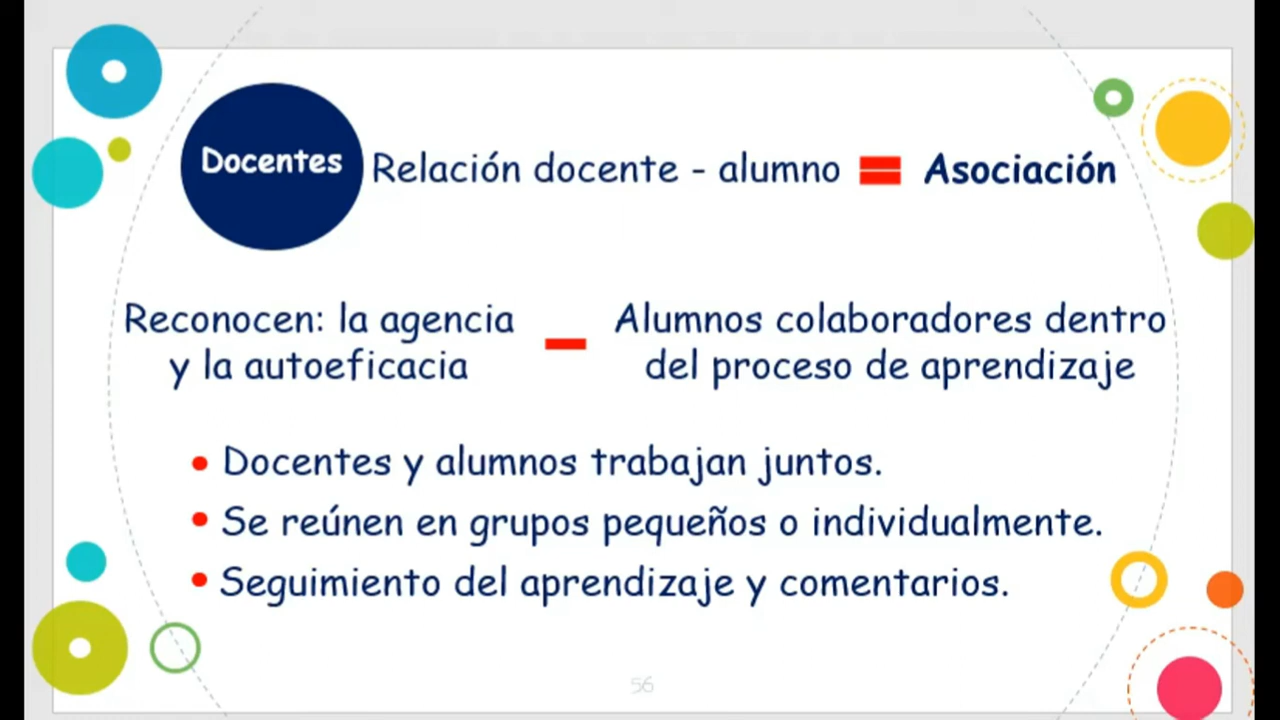 Docentes
Relación docente - alumno = Asociación
Reconocen: la agencia
y la autoeficacia
-
Alumnos colaboradores dentro
del proceso de aprendizaje
• Docentes y alumnos trabajan juntos.
• Se reúnen en grupos pequeños o individualmente.
• Seguimiento del aprendizaje y comentarios.
56